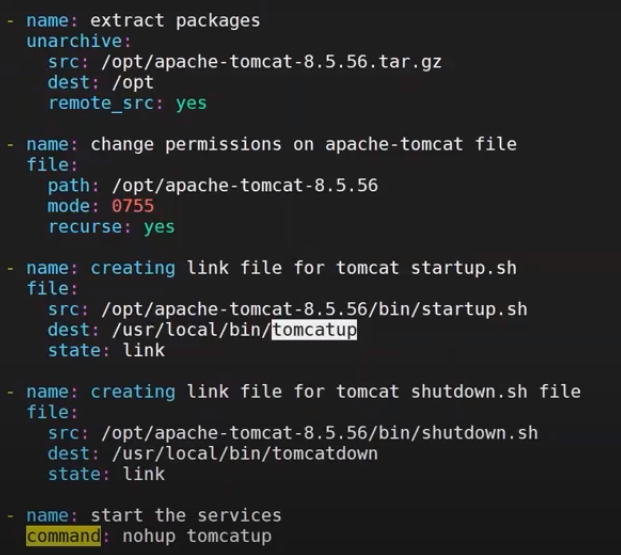 - name: extract packages
  unarchive:
    src: /opt/apache-tomcat-8.5.56.tar.gz
    dest: /opt
    remote_src: yes
- name: change permissions on apache-tomcat file
  file:
    path: /opt/apache-tomcat-8.5.56
    mode: 0755
    recurse: yes
- name: creating link file for tomcat startup.sh
  file:
    src: /opt/apache-tomcat-8.5.56/bin/startup.sh
    dest: /usr/local/bin/tomcatup
    state: link
- name: creating link file for tomcat shutdown.sh file
  file:
    src: /opt/apache-tomcat-8.5.56/bin/shutdown.sh
    dest: /usr/local/bin/tomcatdown
    state: link
- name: start the services
  command: nohup tomcatup